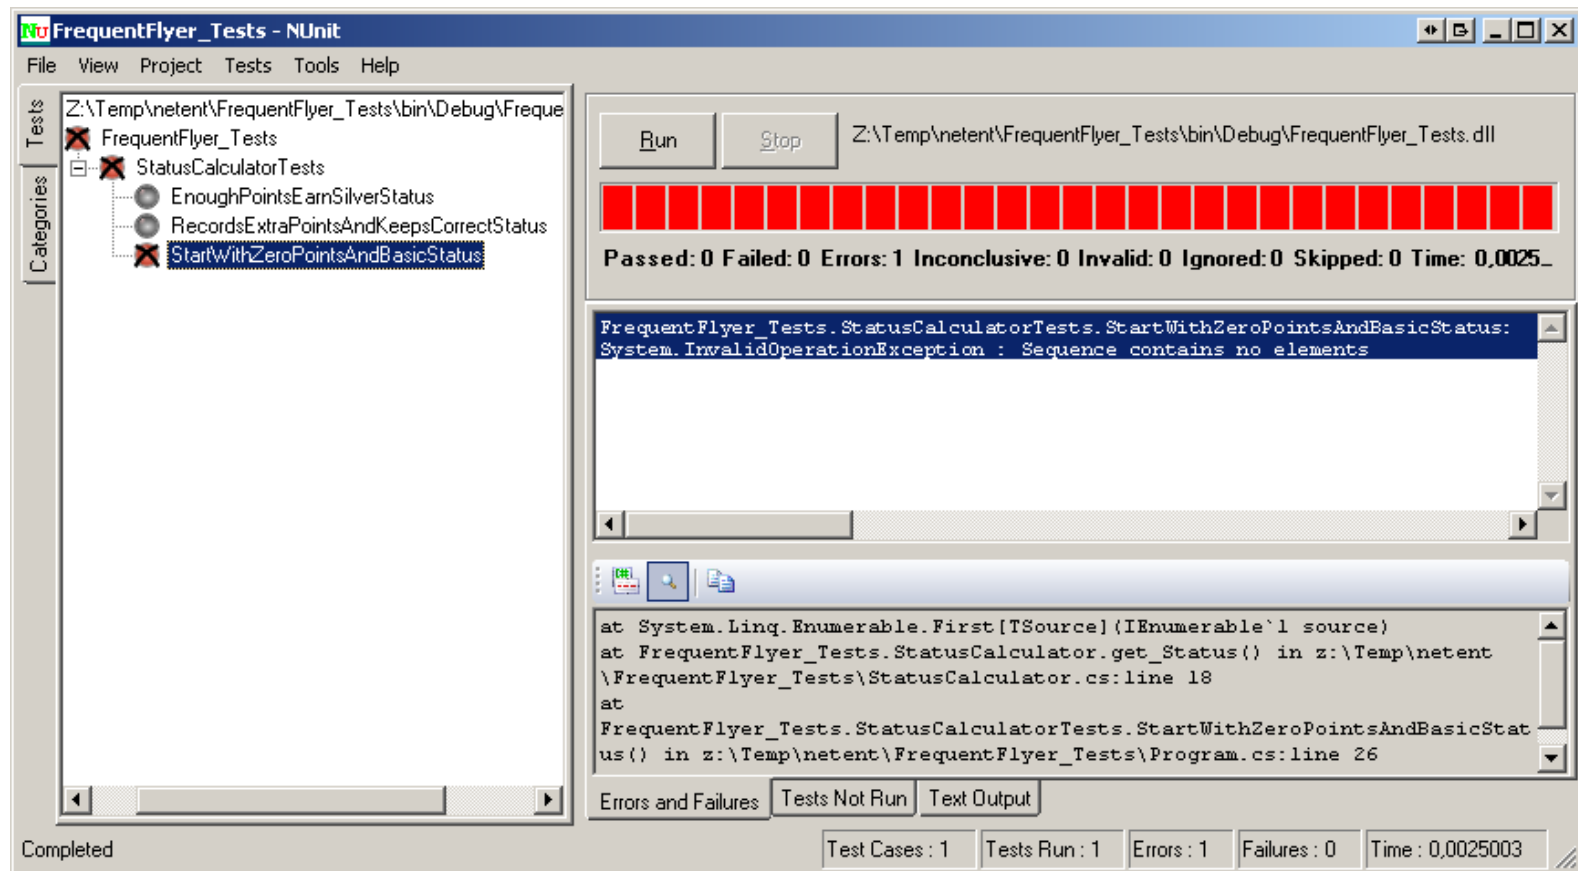 FrequentFlyer_Tests - NUnit
File View Project Tests Tools Help
Tests
Categories
Z:\Temp\netent\FrequentFlyer_Tests\bin\Debug\Freque
FrequentFlyer_Tests
StatusCalculatorTests
EnoughPointsEarnSilverStatus
RecordsExtraPointsAndKeepsCorrectStatus
StartWithZeroPointsAndBasicStatus
Run Stop Z:\Temp\netent\FrequentFlyer_Tests\bin\Debug\FrequentFlyer_Tests.dll
Passed: 0 Failed: 0 Errors: 1 Inconclusive: 0 Invalid: 0 Ignored: 0 Skipped: 0 Time: 0,0025...
FrequentFlyer_Tests.StatusCalculatorTests.StartWithZeroPointsAndBasicStatus:
System.InvalidOperationException : Sequence contains no elements
at System.Linq.Enumerable.First[TSource](IEnumerable`1 source)
at FrequentFlyer_Tests.StatusCalculator.get_Status() in z:\Temp\netent
\FrequentFlyer_Tests\StatusCalculator.cs:line 18
at
FrequentFlyer_Tests.StatusCalculatorTests.StartWithZeroPointsAndBasicStat
us() in z:\Temp\netent\FrequentFlyer_Tests\Program.cs:line 26
Errors and Failures Tests Not Run Text Output
Completed Test Cases : 1 Tests Run : 1 Errors : 1 Failures : 0 Time : 0,0025003